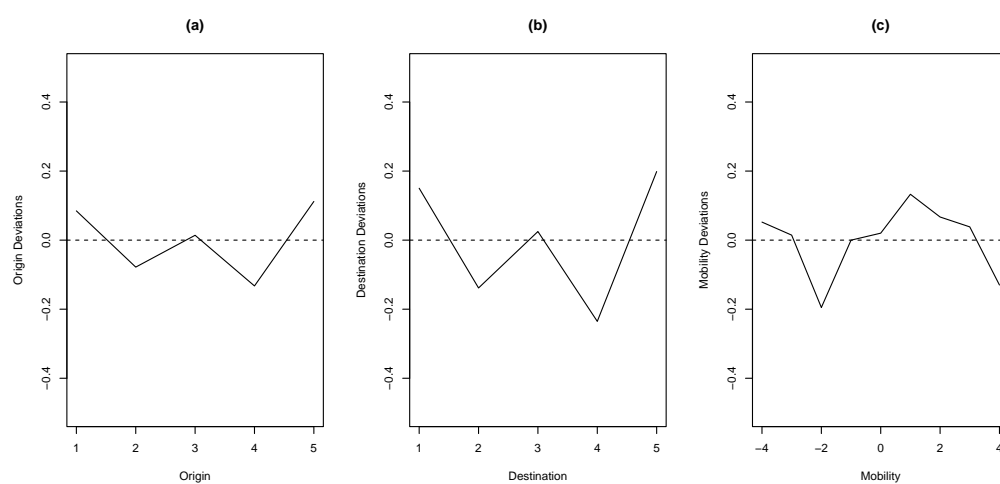 (a)
Origin Deviations
0.4
0.2
0.0
−0.2
−0.4
1 2 3 4 5
Origin
(b)
Destination Deviations
0.4
0.2
0.0
−0.2
−0.4
1 2 3 4 5
Destination
(c)
Mobility Deviations
0.4
0.2
0.0
−0.2
−0.4
−4 −2 0 2 4
Mobility